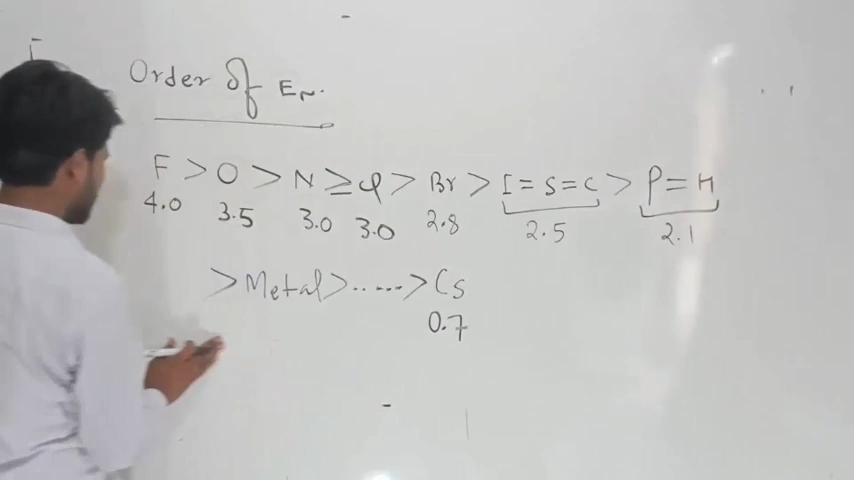 Order of EN.
F > O > N ≥ Cl > Br > I = S = C > P = H
4.0 3.5 3.0 3.0 2.8 2.5 2.1
> Metal > ..... > Cs
0.7